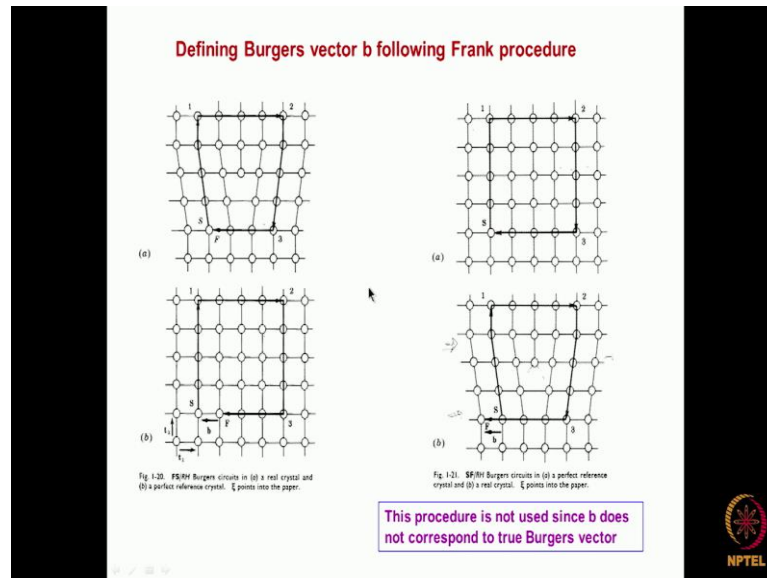 Defining Burgers vector b following Frank procedure
1
2
S
F
3
(a)
1
2
S
F
3
b
t₁
(b)
Fig. 1-20. FS/RH Burgers circuits in (a) a real crystal and
(b) a perfect reference crystal. ξ points into the paper.
1
2
S
3
(a)
1
2
S
F
3
b
(b)
Fig. 1-21. SF/RH Burgers circuits in (a) a perfect reference
crystal and (b) a real crystal. ξ points into the paper.
This procedure is not used since b does
not correspond to true Burgers vector
NPTEL